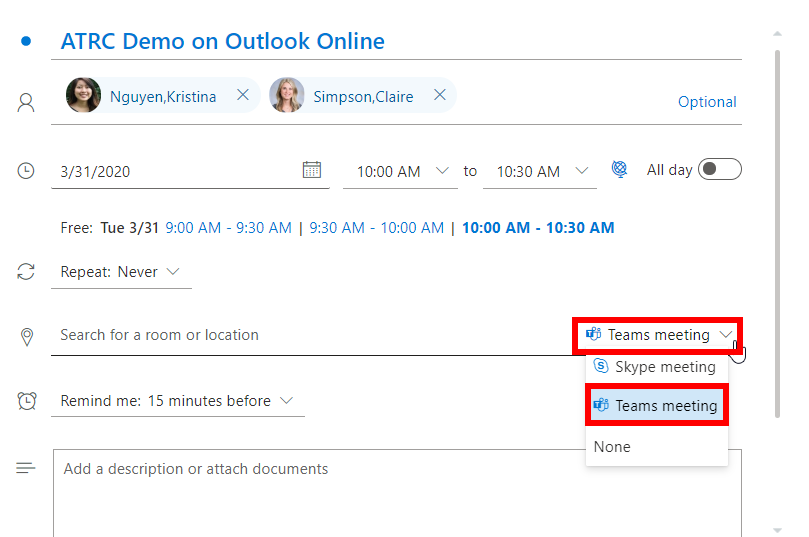 ATRC Demo on Outlook Online
Nguyen,Kristina Simpson,Claire
Optional
3/31/2020 10:00 AM to 10:30 AM All day
Free: Tue 3/31 9:00 AM - 9:30 AM | 9:30 AM - 10:00 AM | 10:00 AM - 10:30 AM
Repeat: Never
Search for a room or location Teams meeting
Skype meeting
Teams meeting
None
Remind me: 15 minutes before
Add a description or attach documents